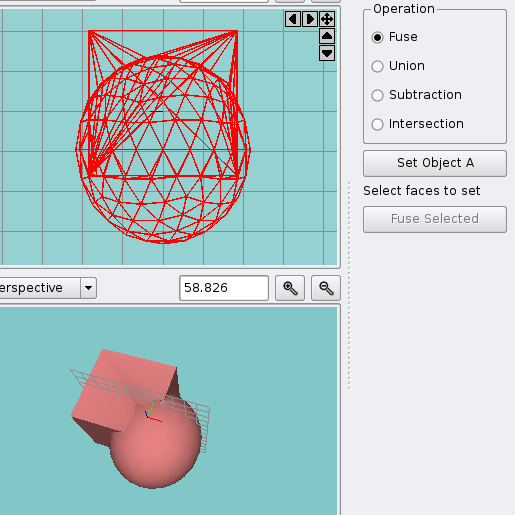 Operation
Fuse
Union
Subtraction
Intersection
Set Object A
Select faces to set
Fuse Selected
erspective
58.826